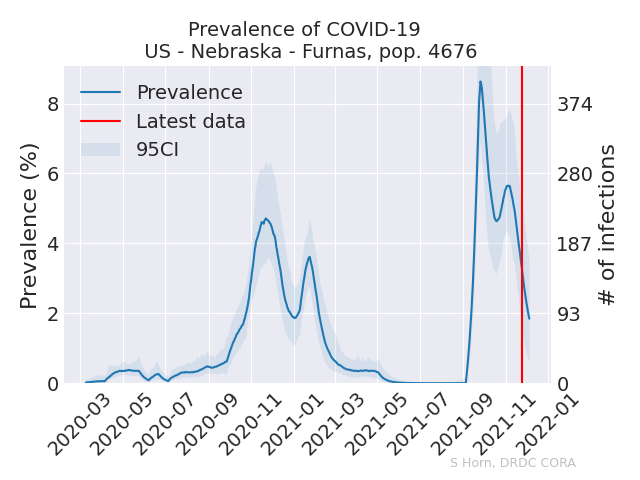 Prevalence of COVID-19
US - Nebraska - Furnas, pop. 4676
Prevalence
Latest data
95CI
Prevalence (%)
8
6
4
2
0
374
280
187
93
0
# of infections
2020-03
2020-05
2020-07
2020-09
2020-11
2021-01
2021-03
2021-05
2021-07
2021-09
2021-11
2022-01
S Horn, DRDC CORA